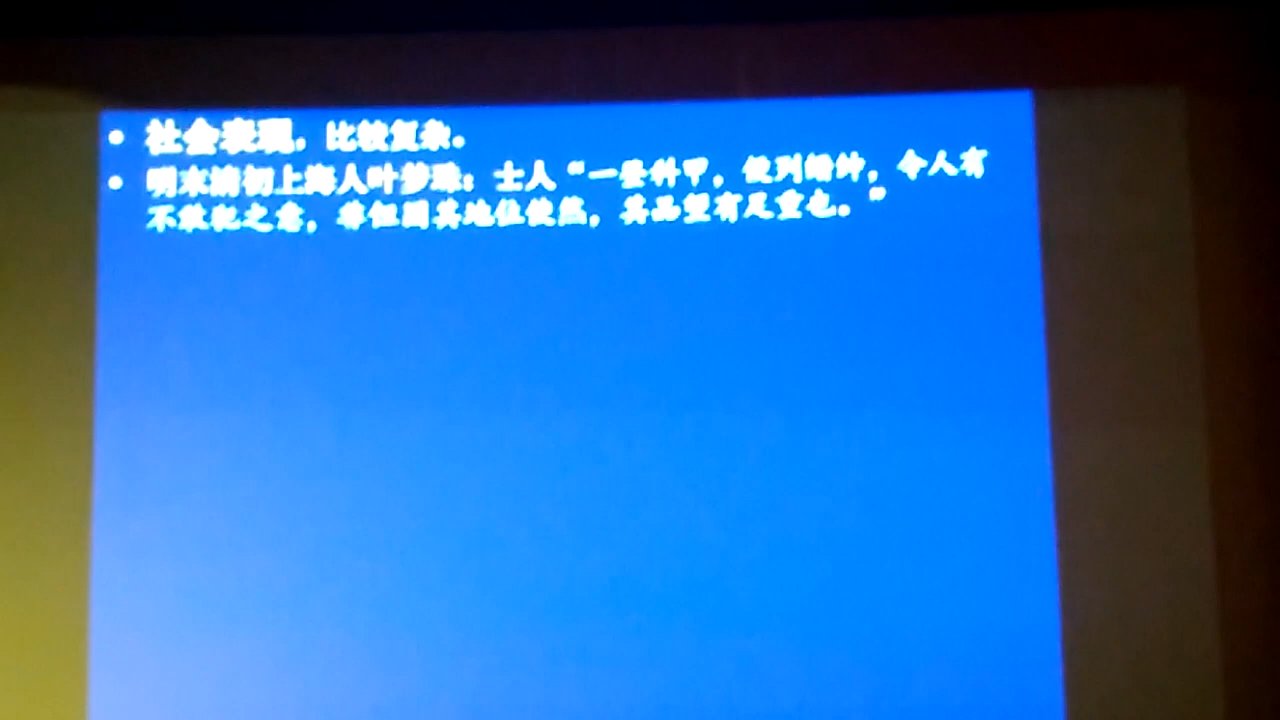 • 社会表现，比较复杂。
• 明末清初上海人叶梦珠：士人“一登科甲，便列缙绅，令人有
不敢犯之意，非但因其地位使然，其品望有足重也。”